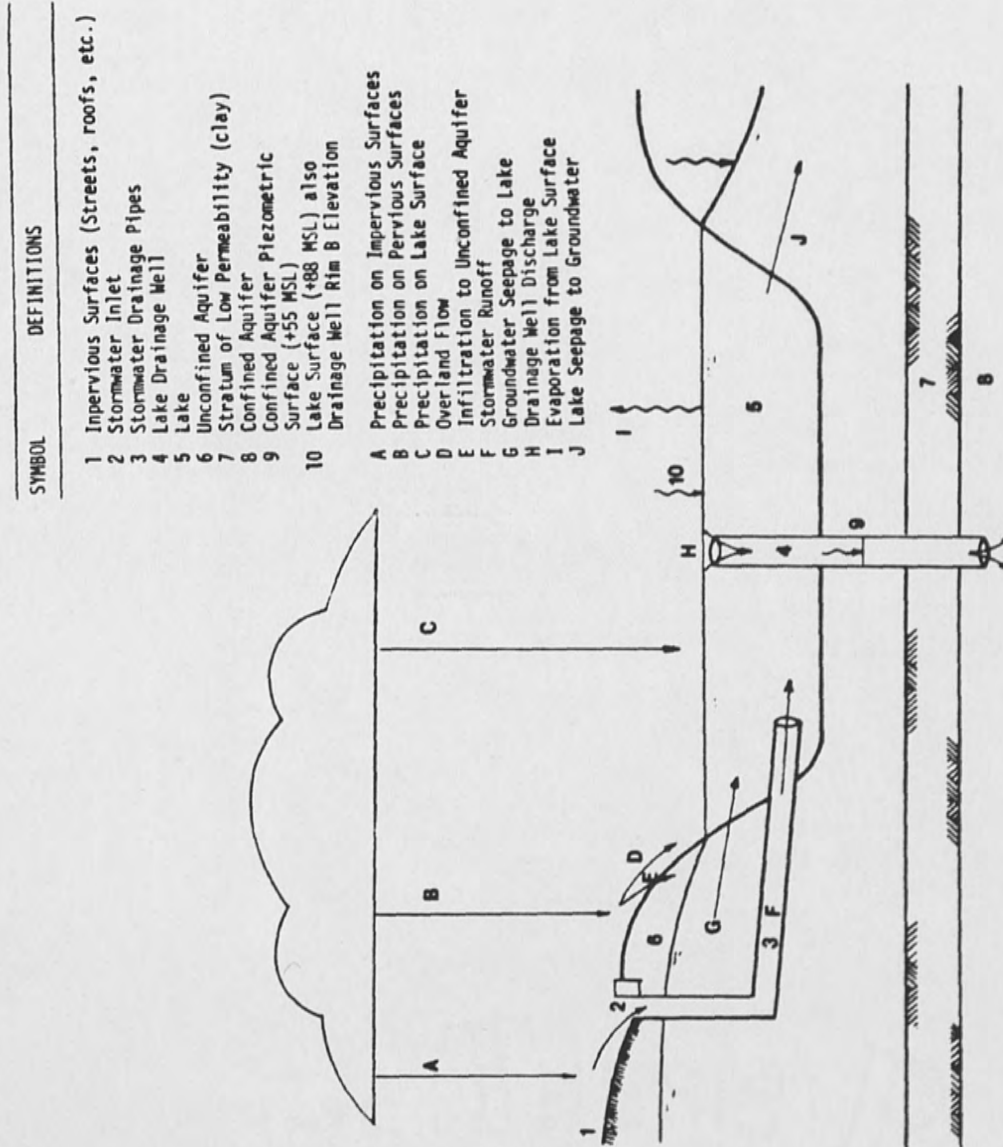 SYMBOL DEFINITIONS
1 Impervious Surfaces (Streets, roofs, etc.)
2 Stormwater Inlet
3 Stormwater Drainage Pipes
4 Lake Drainage Well
5 Lake
6 Unconfined Aquifer
7 Stratum of Low Permeability (clay)
8 Confined Aquifer
9 Confined Aquifer Piezometric
Surface (+55 MSL)
10 Lake Surface (+88 MSL) also
Drainage Well Rim B Elevation
A Precipitation on Impervious Surfaces
B Precipitation on Pervious Surfaces
C Precipitation on Lake Surface
D Overland Flow
E Infiltration to Unconfined Aquifer
F Stormwater Runoff
G Groundwater Seepage to Lake
H Drainage Well Discharge
I Evaporation from Lake Surface
J Lake Seepage to Groundwater
A
B
C
1
2
6
E
D
G
3 F
H
10
I
4
9
5
J
7
8